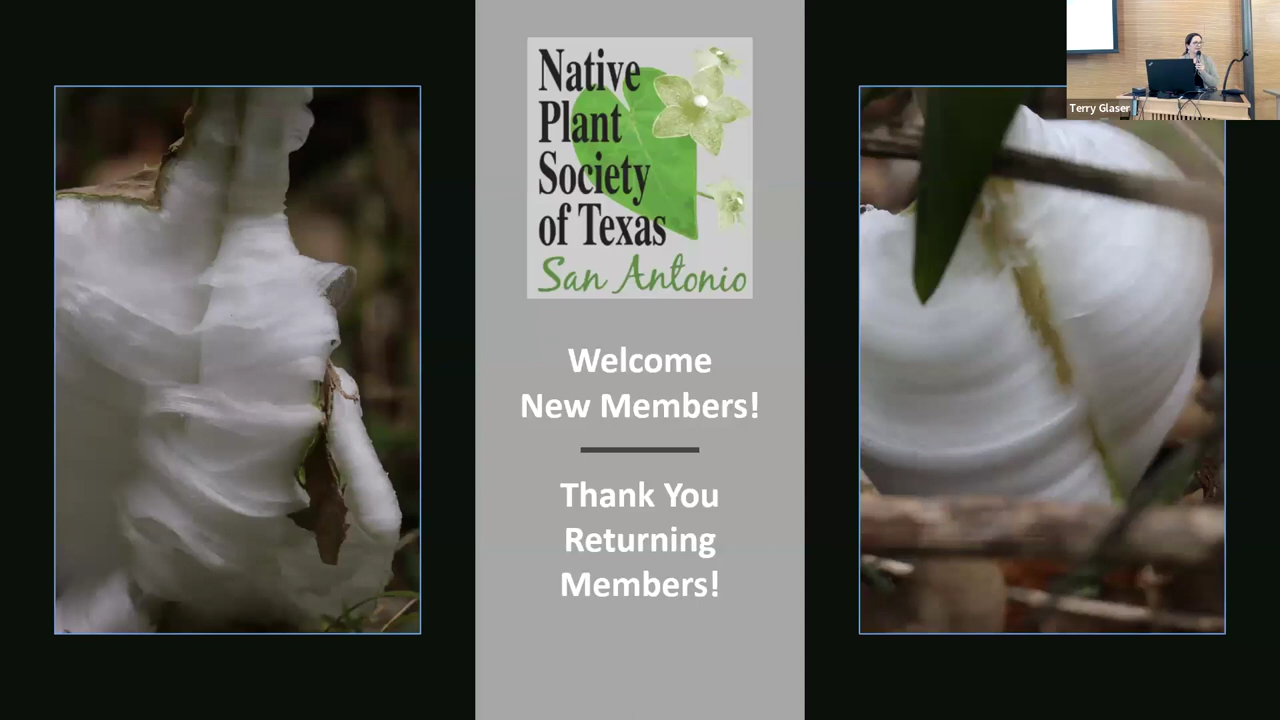 Native
Plant
Society
of Texas
San Antonio
Welcome
New Members!
Thank You
Returning
Members!
Terry Glaser